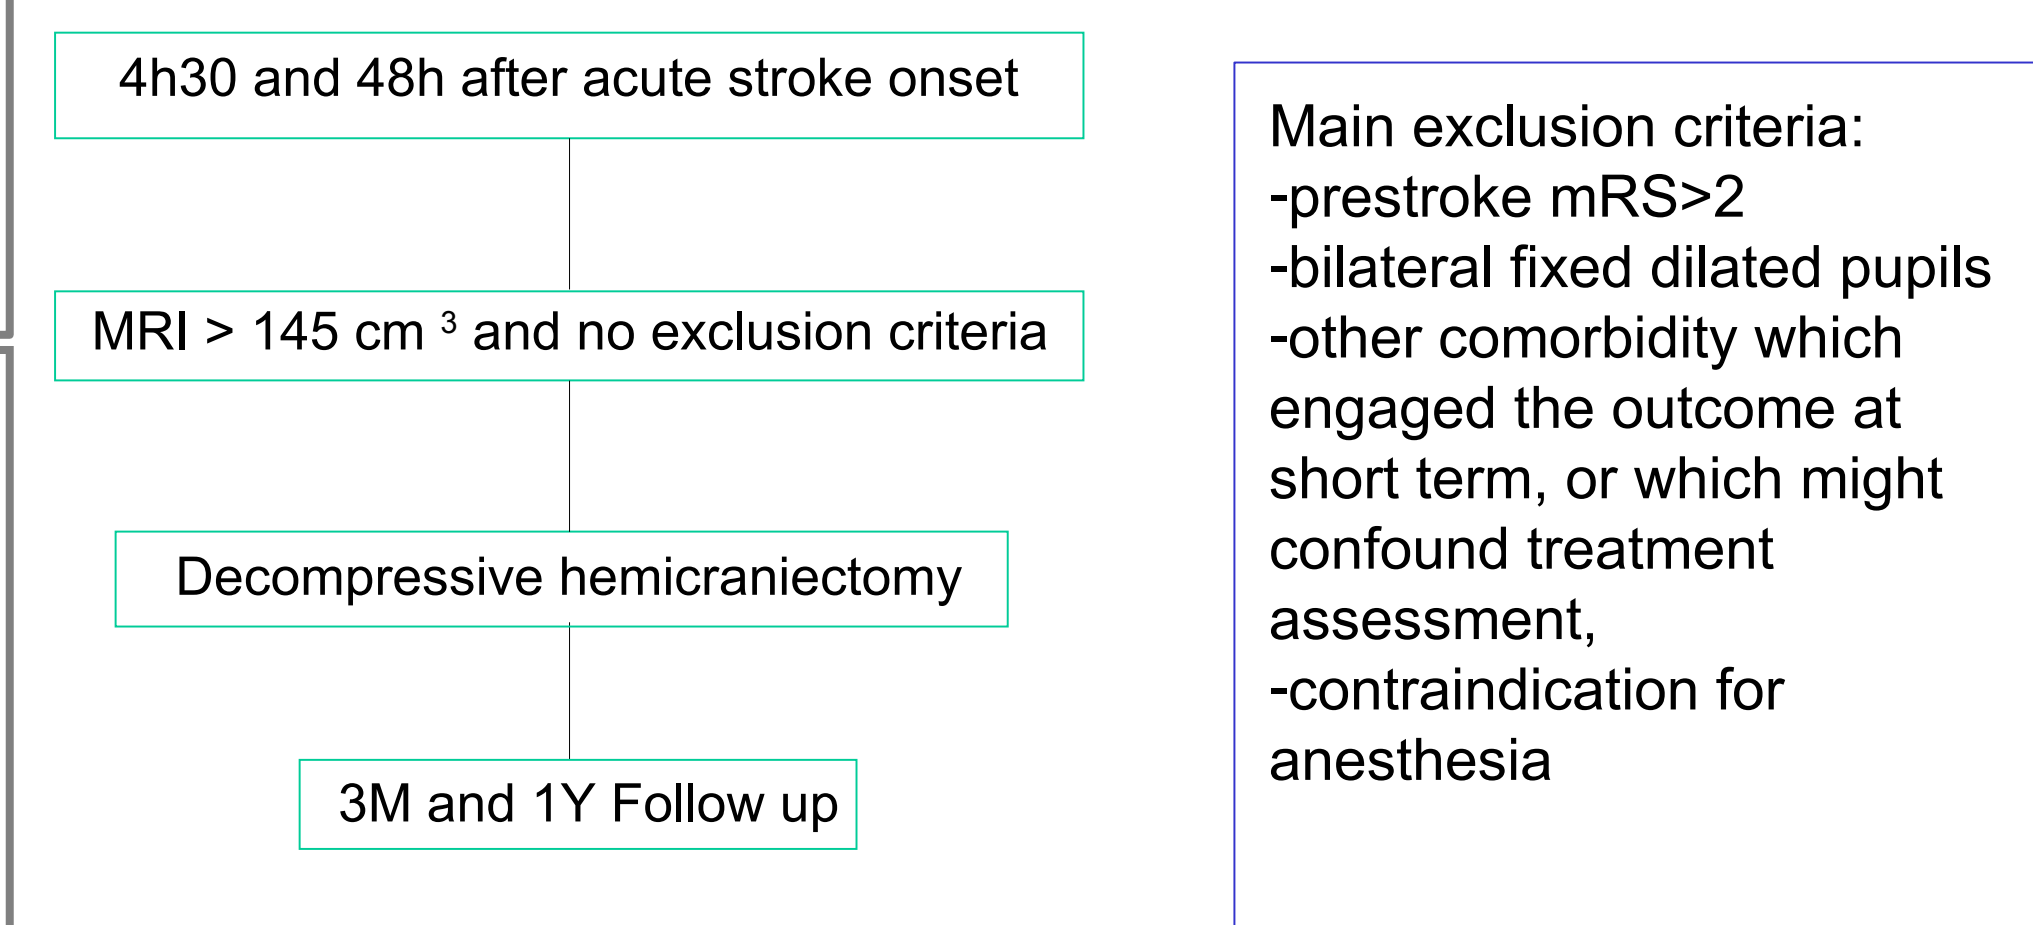 4h30 and 48h after acute stroke onset
MRI > 145 cm ³ and no exclusion criteria
Decompressive hemicraniectomy
3M and 1Y Follow up
Main exclusion criteria:
-prestroke mRS>2
-bilateral fixed dilated pupils
-other comorbidity which
engaged the outcome at
short term, or which might
confound treatment
assessment,
-contraindication for
anesthesia